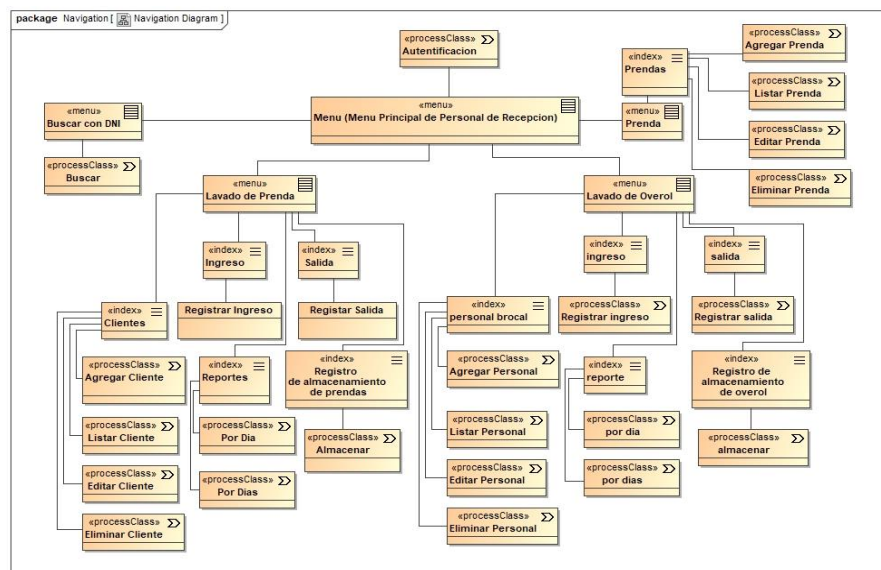 package Navigation [ Navigation Diagram ]
«processClass»
Autentificacion
«index»
Prendas
«processClass»
Agregar Prenda
«processClass»
Listar Prenda
«menu»
Buscar con DNI
«menu»
Menu (Menu Principal de Personal de Recepcion)
«menu»
Prenda
«processClass»
Editar Prenda
«processClass»
Buscar
«processClass»
Eliminar Prenda
«menu»
Lavado de Prenda
«menu»
Lavado de Overol
«index»
Ingreso
«index»
Salida
«index»
ingreso
«index»
salida
«index»
Clientes
Registrar Ingreso
Registar Salida
«index»
personal brocal
«processClass»
Registrar ingreso
«processClass»
Registrar salida
«processClass»
Agregar Cliente
«index»
Reportes
«index»
Registro
de almacenamiento
de prendas
«processClass»
Agregar Personal
«index»
reporte
«index»
Registro de
almacenamiento
de overol
«processClass»
Listar Cliente
«processClass»
Por Dia
«processClass»
Almacenar
«processClass»
Listar Personal
«processClass»
por dia
«processClass»
almacenar
«processClass»
Editar Cliente
«processClass»
Por Dias
«processClass»
Editar Personal
«processClass»
por dias
«processClass»
Eliminar Cliente
«processClass»
Eliminar Personal